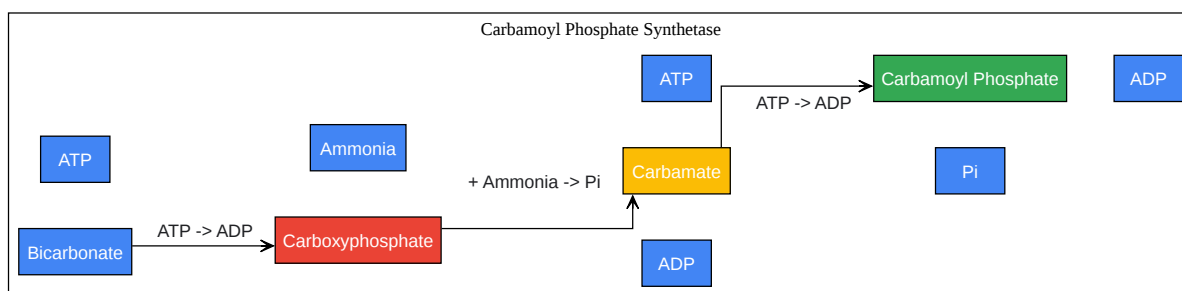 Carbamoyl Phosphate Synthetase
ATP
Carbamoyl Phosphate
ADP
ATP -> ADP
Ammonia
ATP
+ Ammonia -> Pi
Carbamate
Pi
ATP -> ADP
Bicarbonate
Carboxyphosphate
ADP